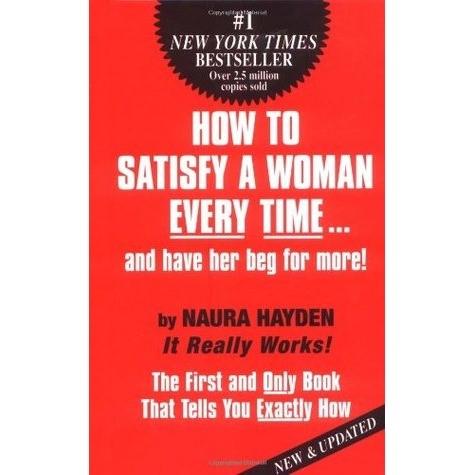 #1
NEW YORK TIMES
BESTSELLER
Over 2.5 million
copies sold
HOW TO
SATISFY A WOMAN
EVERY TIME...
and have her beg for more!
by NAURA HAYDEN
It Really Works!
The First and Only Book
That Tells You Exactly How
NEW & UPDATED